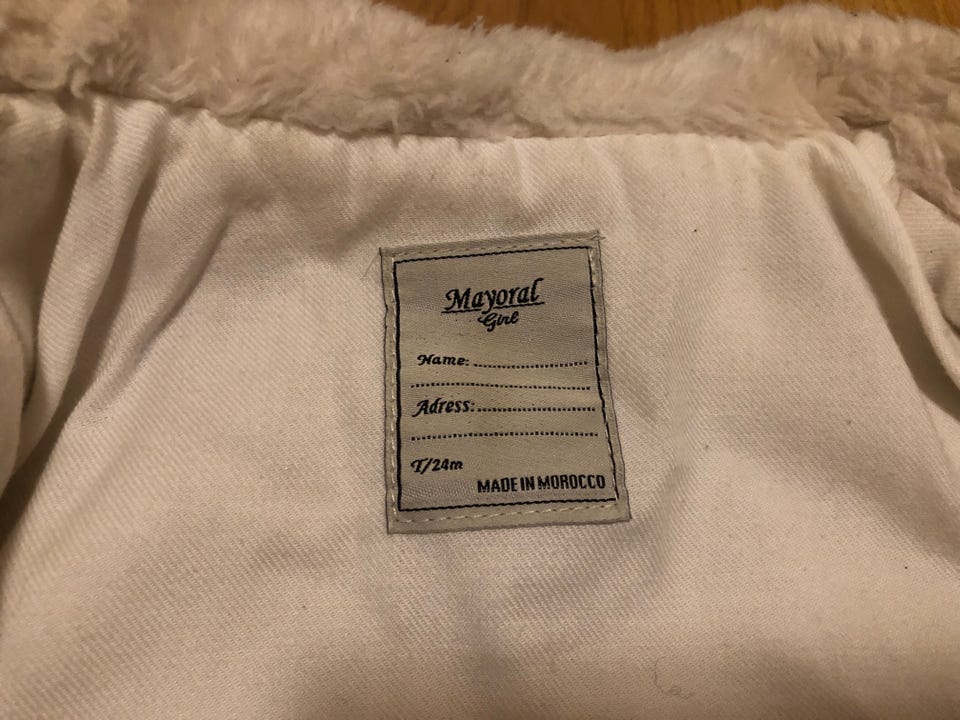 Mayoral
Girl
Name:
Adress:
T/24m
MADE IN MOROCCO